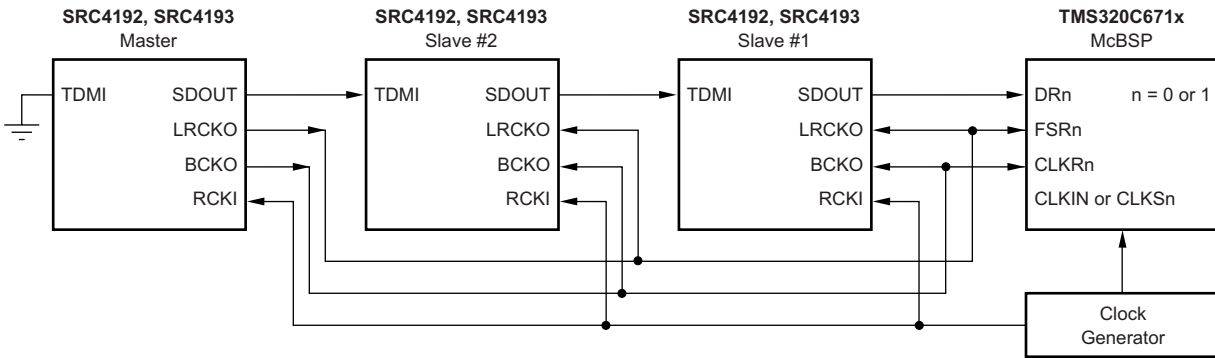 SRC4192, SRC4193
Master
TDMI
SDOUT
LRCKO
BCKO
RCKI
SRC4192, SRC4193
Slave #2
TDMI
SDOUT
LRCKO
BCKO
RCKI
SRC4192, SRC4193
Slave #1
TDMI
SDOUT
LRCKO
BCKO
RCKI
TMS320C671x
McBSP
DRn
n = 0 or 1
FSRn
CLKRn
CLKIN or CLKSn
Clock
Generator